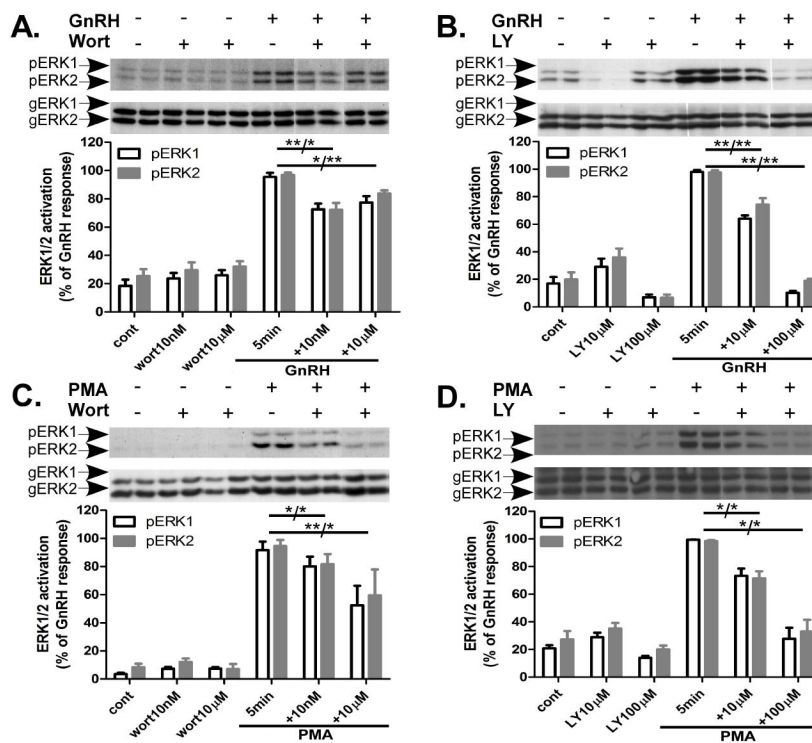 A.
GnRH - - - + + +
Wort - + + - + +
pERK1
pERK2
gERK1
gERK2
ERK1/2 activation
(% of GnRH response)
100
80
60
40
20
0
pERK1
pERK2
**/*
*/**
cont
wort10nM
wort10µM
5min
+10nM
+10µM
GnRH
B.
GnRH - - - + + +
LY - + + - + +
pERK1
pERK2
gERK1
gERK2
ERK1/2 activation
(% of GnRH response)
100
80
60
40
20
0
pERK1
pERK2
**/**
**/**
cont
LY10µM
LY100µM
5min
+10µM
+100µM
GnRH
C.
PMA - - - + + +
Wort - + + - + +
pERK1
pERK2
gERK1
gERK2
ERK1/2 activation
(% of GnRH response)
100
80
60
40
20
0
pERK1
pERK2
*/*
**/*
cont
wort10nM
wort10µM
5min
+10nM
+10µM
PMA
D.
PMA - - - + + +
LY - + + - + +
pERK1
pERK2
gERK1
gERK2
ERK1/2 activation
(% of GnRH response)
100
80
60
40
20
0
pERK1
pERK2
*/*
*/*
cont
LY10µM
LY100µM
5min
+10µM
+100µM
PMA